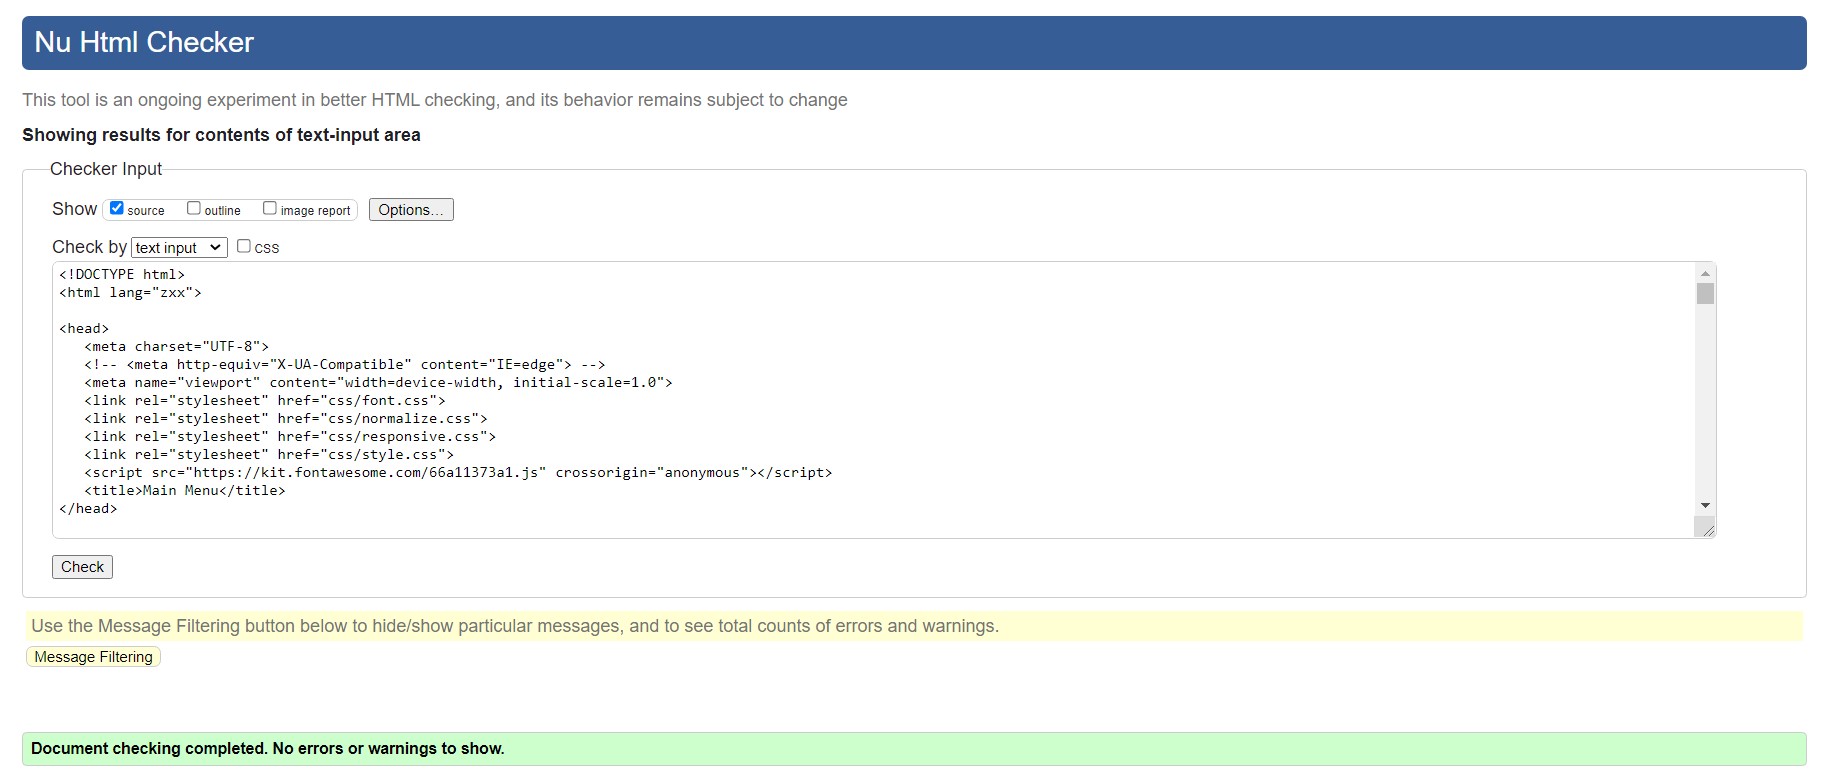 Nu Html Checker
This tool is an ongoing experiment in better HTML checking, and its behavior remains subject to change
Showing results for contents of text-input area
Checker Input
Show source outline image report Options...
Check by text input css
<!DOCTYPE html>
<html lang="zxx">
<head>
<meta charset="UTF-8">
<!-- <meta http-equiv="X-UA-Compatible" content="IE=edge"> -->
<meta name="viewport" content="width=device-width, initial-scale=1.0">
<link rel="stylesheet" href="css/font.css">
<link rel="stylesheet" href="css/normalize.css">
<link rel="stylesheet" href="css/responsive.css">
<link rel="stylesheet" href="css/style.css">
<script src="https://kit.fontawesome.com/66a11373a1.js" crossorigin="anonymous"></script>
<title>Main Menu</title>
</head>
Check
Use the Message Filtering button below to hide/show particular messages, and to see total counts of errors and warnings.
Message Filtering
Document checking completed. No errors or warnings to show.